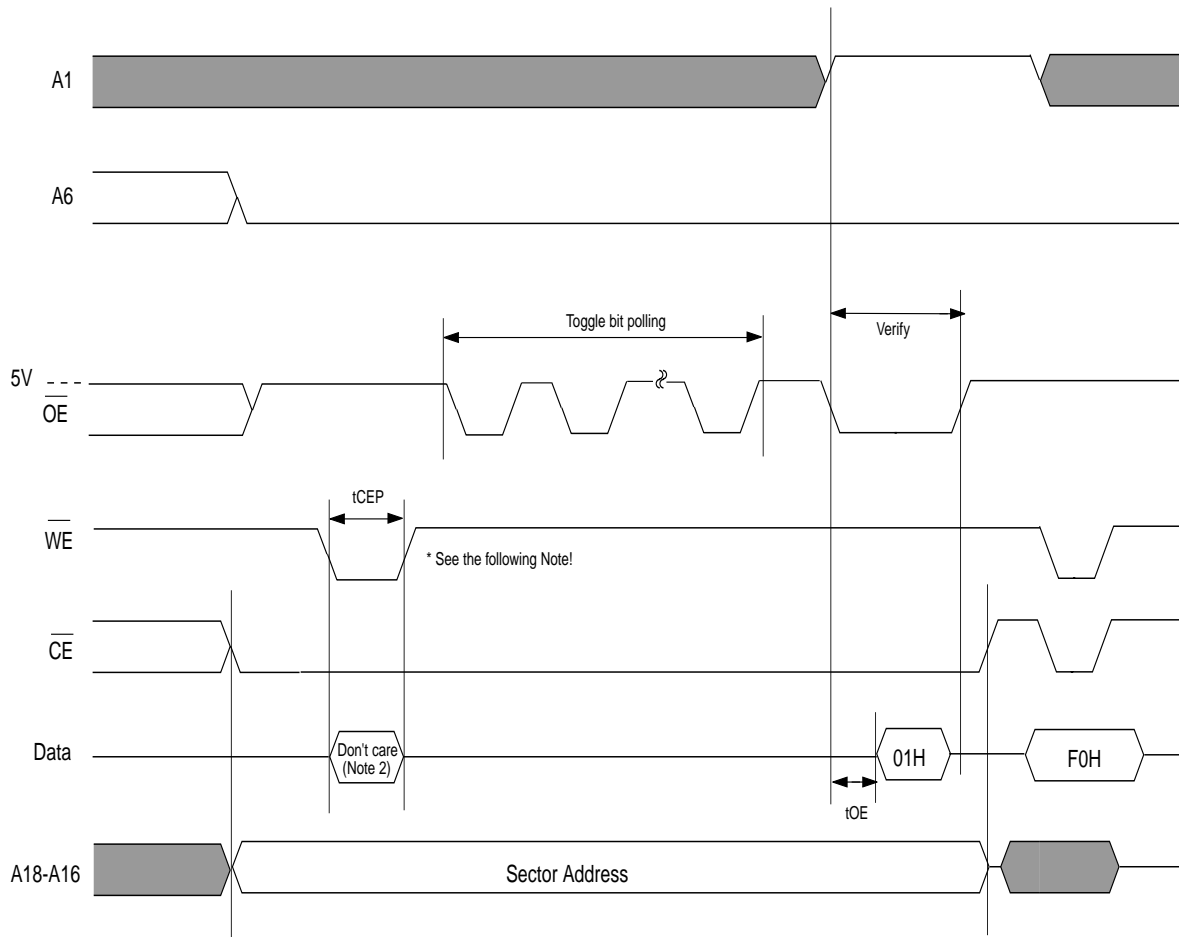 A1
A6
Toggle bit polling
Verify
5V
OE
tCEP
WE
* See the following Note!
CE
Data
Don't care
(Note 2)
01H
F0H
tOE
A18-A16
Sector Address